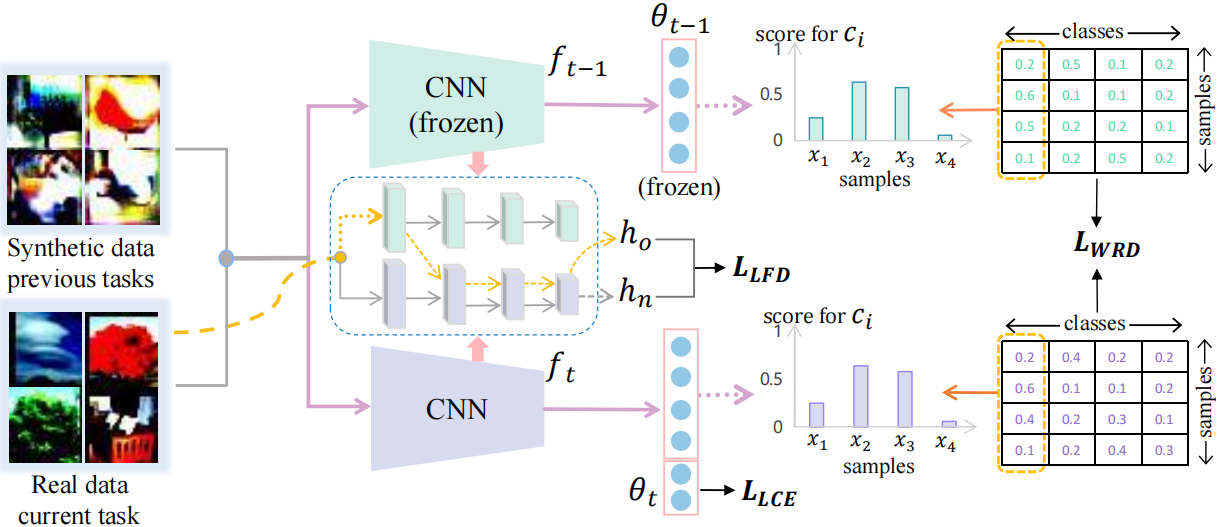 Synthetic data
previous tasks
Real data
current task
CNN
(frozen)
f_{t−1}
θ_{t−1}
(frozen)
h_o
h_n
L_{LFD}
CNN
f_t
θ_t
L_{LCE}
score for c_i
1
0.5
0
x_1 x_2 x_3 x_4
samples
classes
samples
0.2 0.5 0.1 0.2
0.6 0.1 0.1 0.2
0.5 0.2 0.2 0.1
0.1 0.2 0.5 0.2
L_{WRD}
score for c_i
1
0.5
0
x_1 x_2 x_3 x_4
samples
classes
samples
0.2 0.4 0.2 0.2
0.6 0.1 0.1 0.2
0.4 0.2 0.3 0.1
0.1 0.2 0.4 0.3